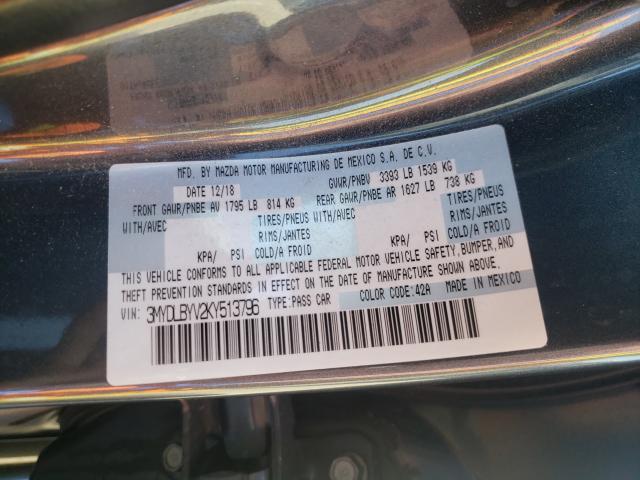 MFD. BY MAZDA MOTOR MANUFACTURING DE MEXICO S.A. DE C.V.
DATE 12/18 GVWR/PNBV 3393 LB 1539 KG
FRONT GAWR/PNBE AV 1795 LB 814 KG REAR GAWR/PNBE AR 1627 LB 738 KG
WITH/AVEC TIRES/PNEUS WITH/AVEC TIRES/PNEUS
RIMS/JANTES RIMS/JANTES
KPA/ PSI COLD/A FROID KPA/ PSI COLD/A FROID
THIS VEHICLE CONFORMS TO ALL APPLICABLE FEDERAL MOTOR VEHICLE SAFETY, BUMPER, AND
THEFT PREVENTION STANDARDS IN EFFECT ON THE DATE OF MANUFACTURE SHOWN ABOVE.
VIN: 3MYDLBYV2KY513796 TYPE:PASS CAR COLOR CODE:42A MADE IN MEXICO